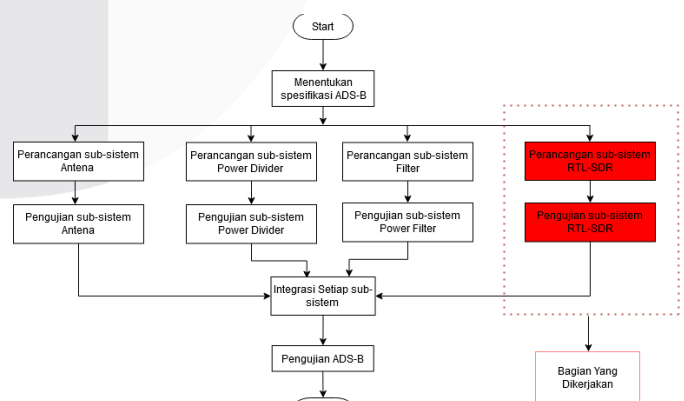 Start
Menentukan
spesifikasi ADS-B
Perancangan sub-sistem
Antena
Perancangan sub-sistem
Power Divider
Perancangan sub-sistem
Filter
Perancangan sub-sistem
RTL-SDR
Pengujian sub-sistem
Antena
Pengujian sub-sistem
Power Divider
Pengujian sub-sistem
Power Filter
Pengujian sub-sistem
RTL-SDR
Integrasi Setiap sub-
sistem
Pengujian ADS-B
Bagian Yang
Dikerjakan